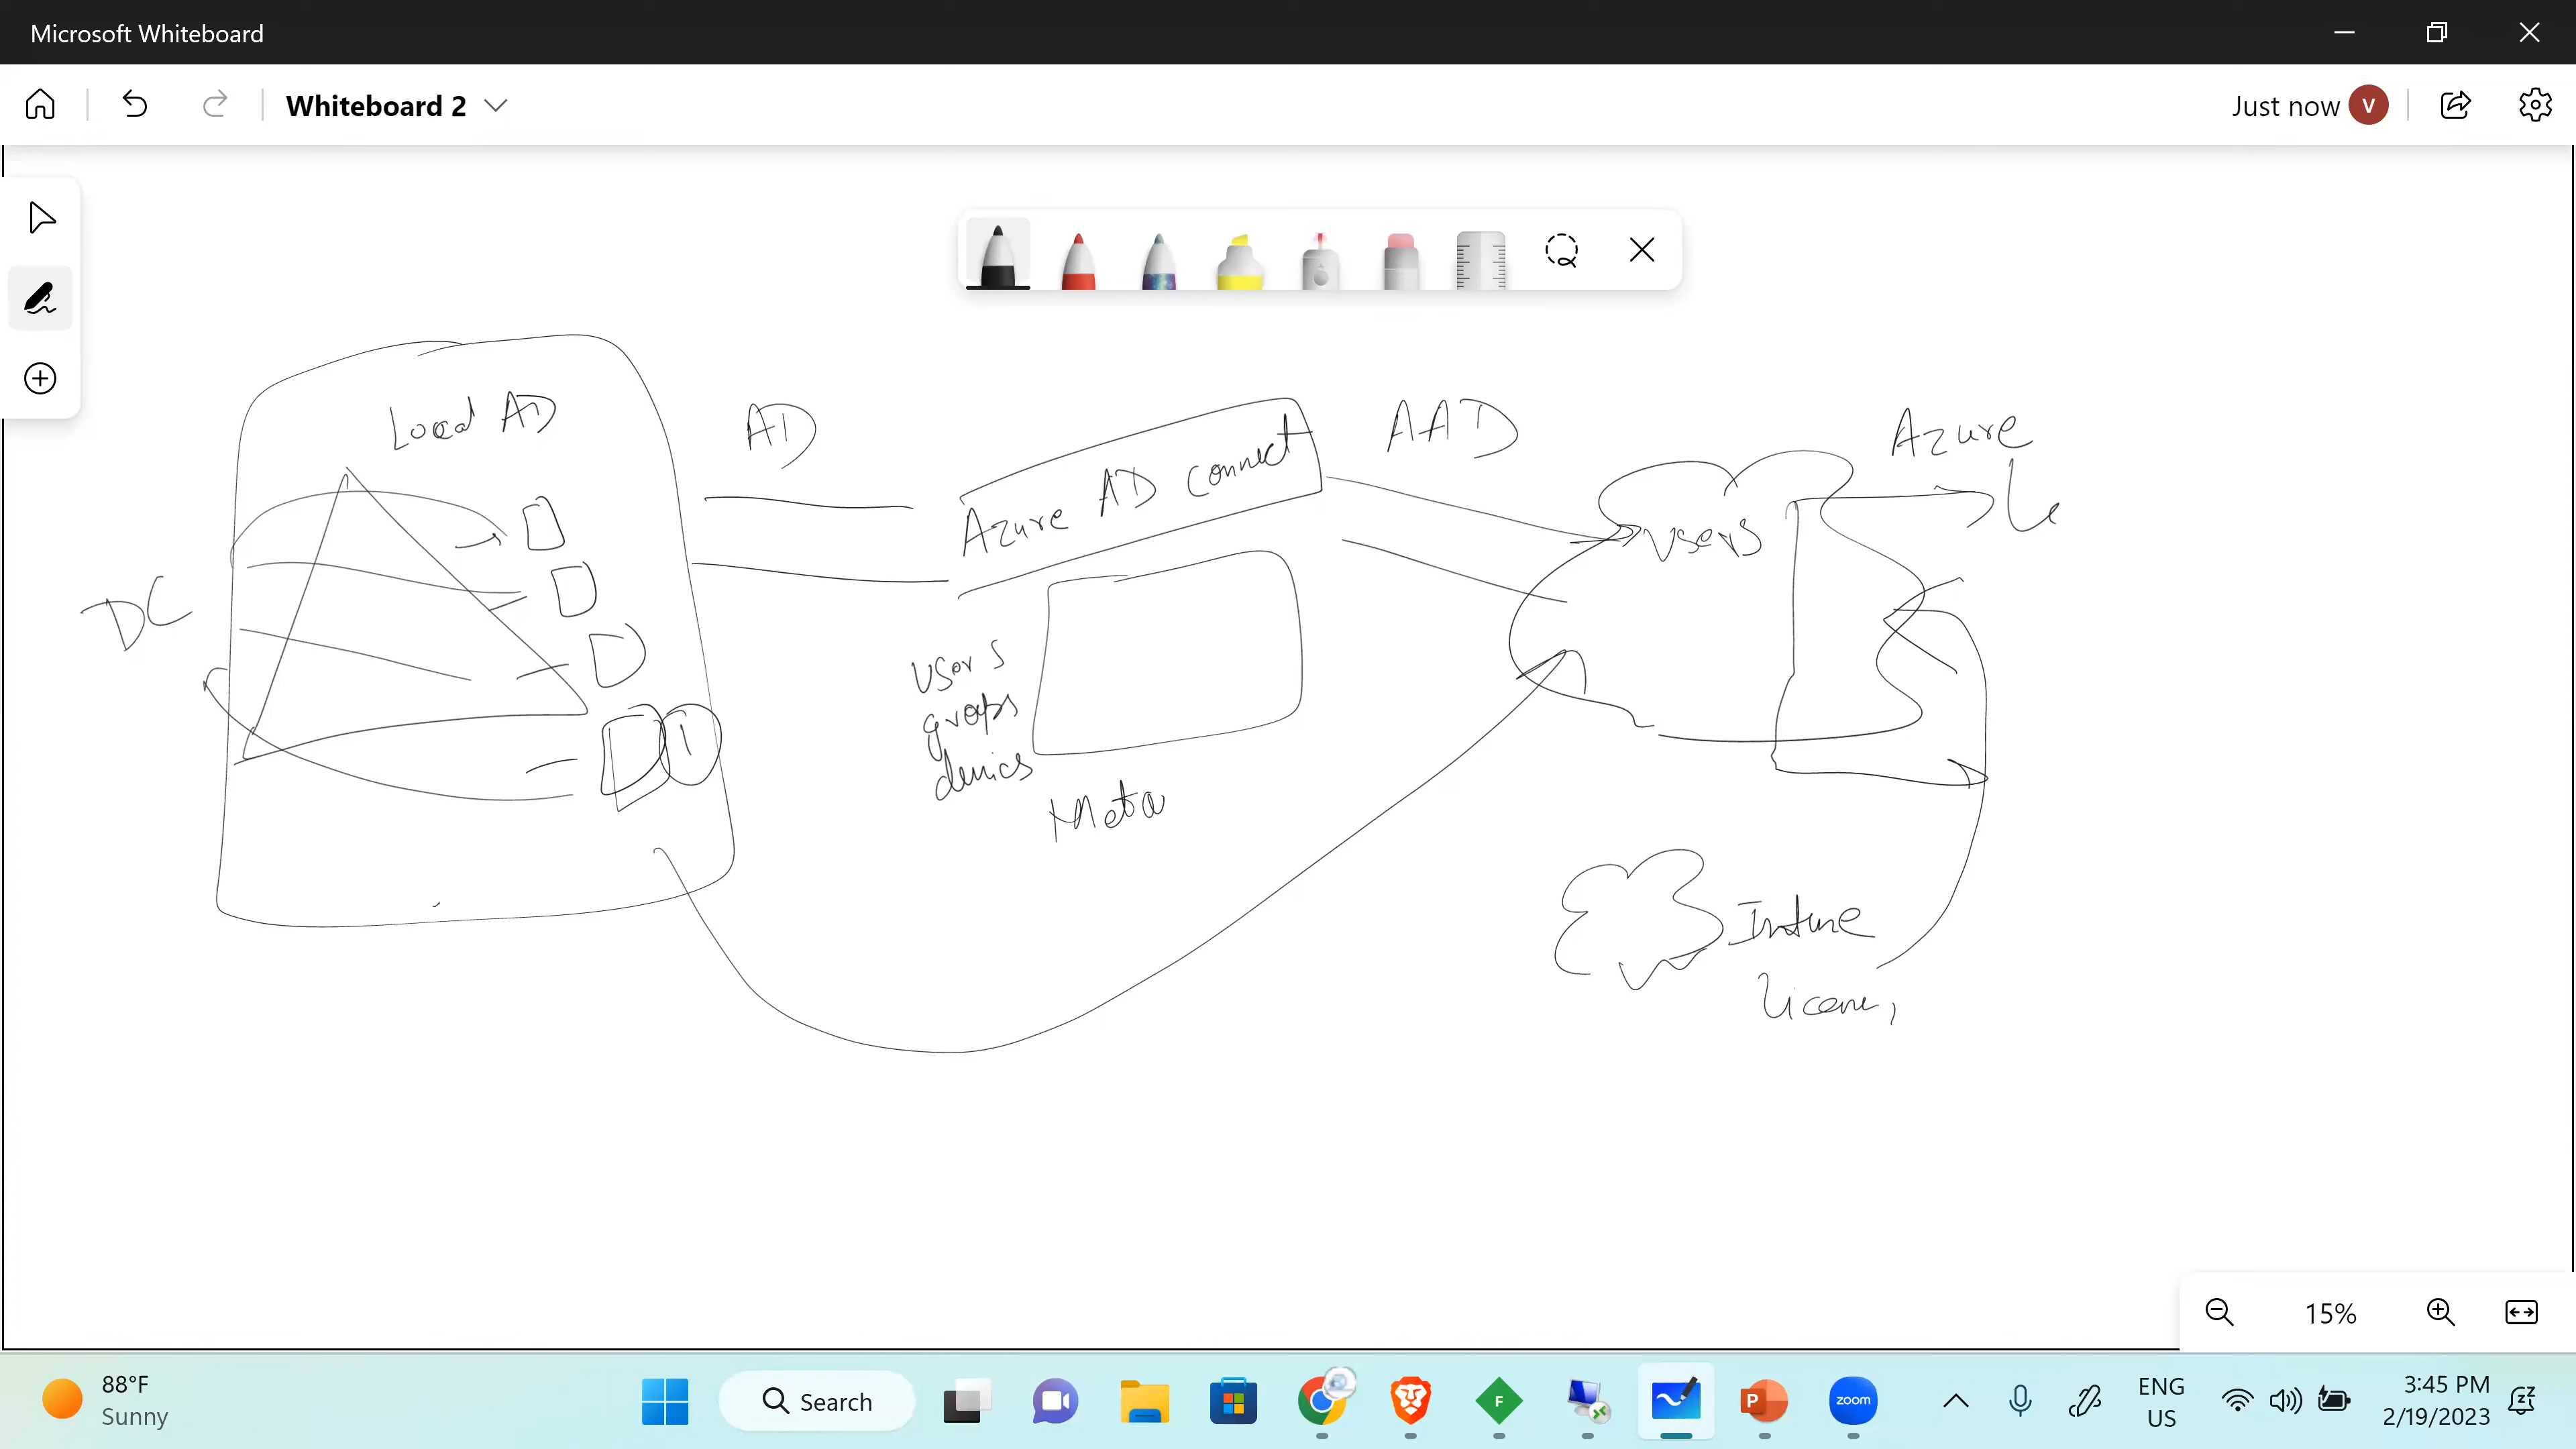 Microsoft Whiteboard
Whiteboard 2
Just now V
Local AD
AD
Azure AD connect
AAD
Azure
users
DC
users
groups
devices
Meta
Intune
88°F
Sunny
Search
F
P
zoom
15%
ENG
US
3:45 PM
2/19/2023